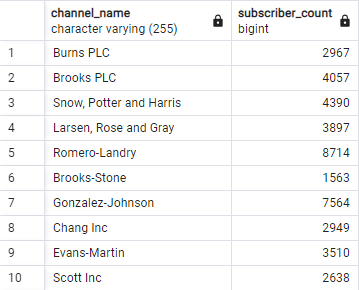 channel_name subscriber_count
character varying (255) bigint
1 Burns PLC 2967
2 Brooks PLC 4057
3 Snow, Potter and Harris 4390
4 Larsen, Rose and Gray 3897
5 Romero-Landry 8714
6 Brooks-Stone 1563
7 Gonzalez-Johnson 7564
8 Chang Inc 2949
9 Evans-Martin 3510
10 Scott Inc 2638